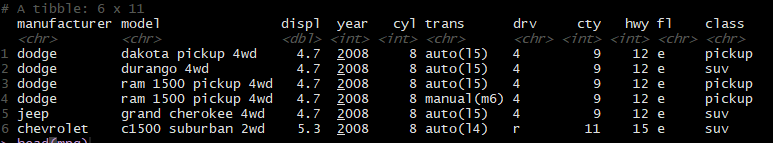 # A tibble: 6 x 11
manufacturer model displ year cyl trans drv cty hwy fl class
<chr> <chr> <dbl> <int> <int> <chr> <chr> <int> <int> <chr> <chr>
1 dodge dakota pickup 4wd 4.7 2008 8 auto(l5) 4 9 12 e pickup
2 dodge durango 4wd 4.7 2008 8 auto(l5) 4 9 12 e suv
3 dodge ram 1500 pickup 4wd 4.7 2008 8 auto(l5) 4 9 12 e pickup
4 dodge ram 1500 pickup 4wd 4.7 2008 8 manual(m6) 4 9 12 e pickup
5 jeep grand cherokee 4wd 4.7 2008 8 auto(l5) 4 9 12 e suv
6 chevrolet c1500 suburban 2wd 5.3 2008 8 auto(l4) r 11 15 e suv
> head(mpg)